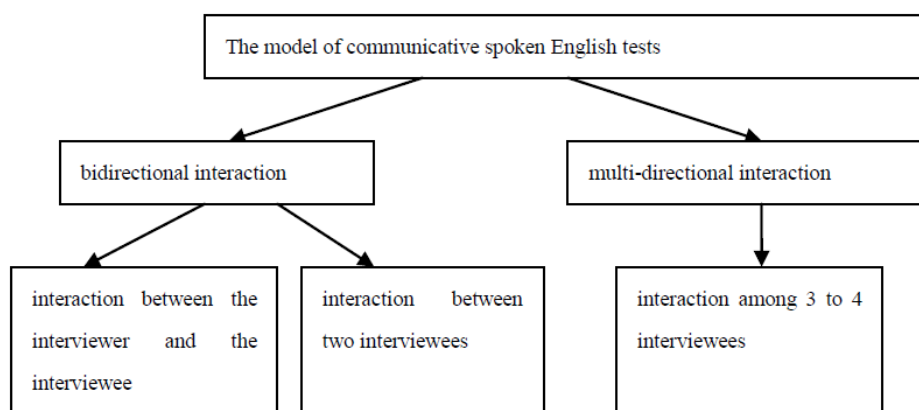 The model of communicative spoken English tests
bidirectional interaction
multi-directional interaction
interaction between the
interviewer and the
interviewee
interaction between
two interviewees
interaction among 3 to 4
interviewees